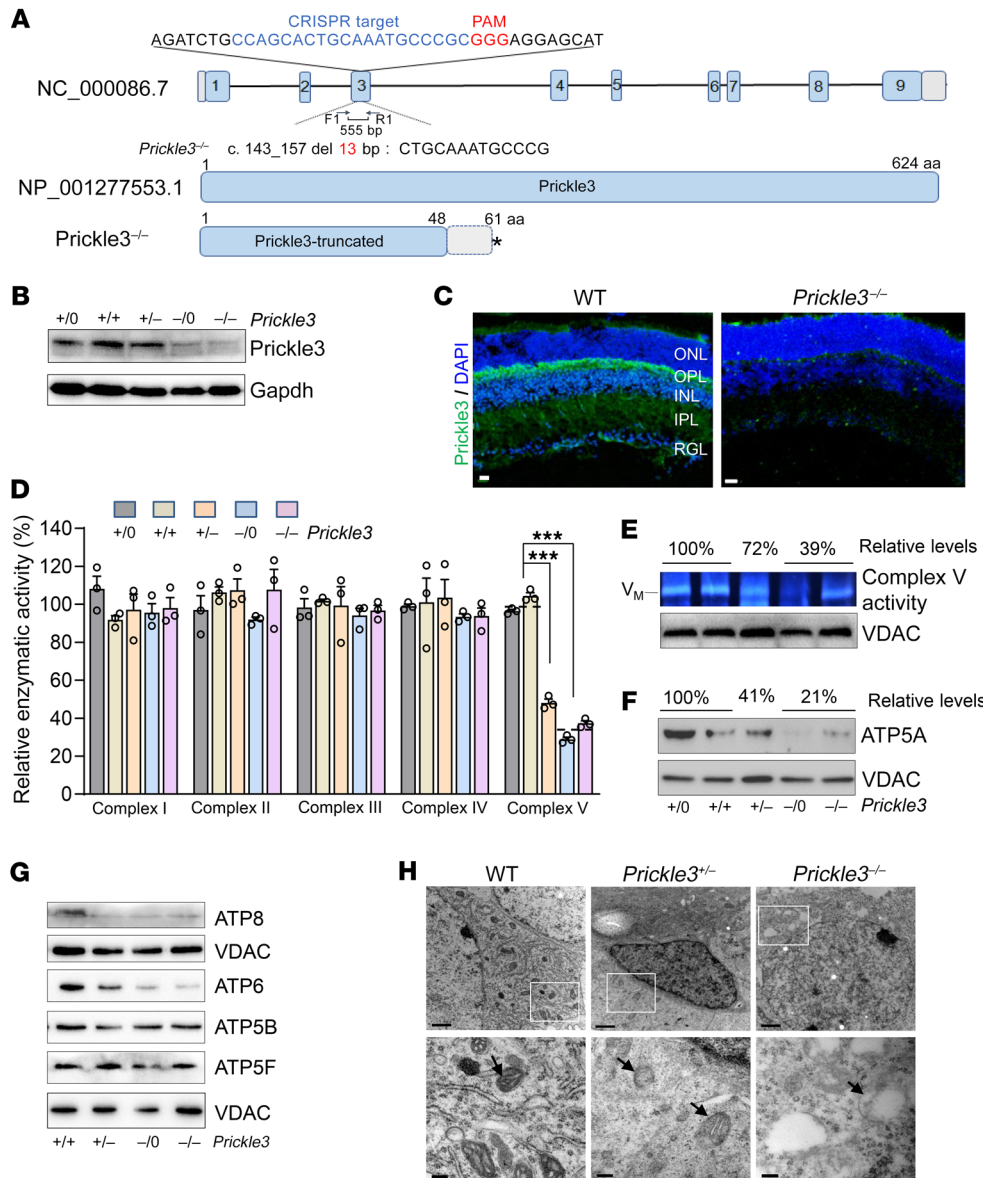 A
CRISPR target PAM
AGATCTGCCAGCACTGCAAATGCCCGCGGGAGGAGCAT
NC_000086.7
1 2 3 4 5 6 7 8 9
F1 R1
555 bp
Prickle3–/– c. 143_157 del 13 bp : CTGCAAATGCCCG
1 624 aa
NP_001277553.1 Prickle3
1 48 61 aa
Prickle3–/– Prickle3-truncated *
B
+/0 +/+ +/– –/0 –/– Prickle3
Prickle3
Gapdh
C
WT Prickle3–/–
Prickle3 / DAPI
ONL
OPL
INL
IPL
RGL
D
+/0 +/+ +/– –/0 –/– Prickle3
Relative enzymatic activity (%)
140
120
100
80
60
40
20
0
***
***
Complex I Complex II Complex III Complex IV Complex V
E
100% 72% 39% Relative levels
VM Complex V
activity
VDAC
F
100% 41% 21% Relative levels
ATP5A
VDAC
+/0 +/+ +/– –/0 –/– Prickle3
G
ATP8
VDAC
ATP6
ATP5B
ATP5F
VDAC
+/+ +/– –/0 –/– Prickle3
H
WT Prickle3+/– Prickle3–/–